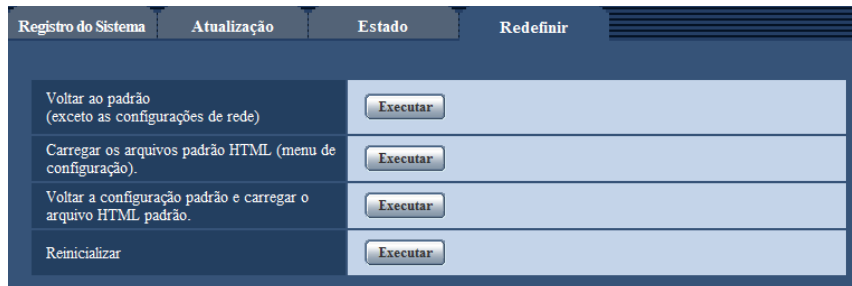 Registro do Sistema Atualização Estado Redefinir
Voltar ao padrão
(exceto as configurações de rede)
Executar
Carregar os arquivos padrão HTML (menu de
configuração).
Executar
Voltar a configuração padrão e carregar o
arquivo HTML padrão.
Executar
Reinicializar
Executar